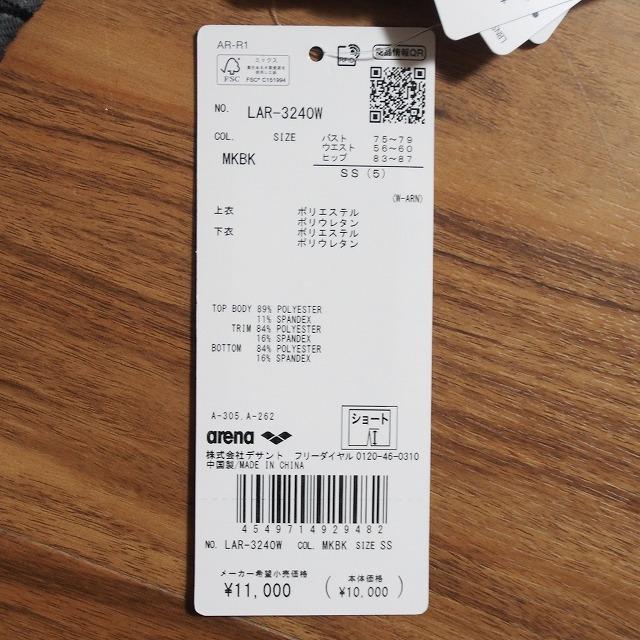 AR-R1
ミックス
FSC
FSC® C151994
商品情報QR
NO. LAR-3240W
COL. SIZE バスト 75～79
ウエスト 56～60
MKBK ヒップ 83～87
SS (5)
(W-ARN)
上衣 ポリエステル
ポリウレタン
下衣 ポリエステル
ポリウレタン
TOP BODY 89% POLYESTER
11% SPANDEX
TRIM 84% POLYESTER
16% SPANDEX
BOTTOM 84% POLYESTER
16% SPANDEX
A-305.A-262
ショート
arena
株式会社デサント フリーダイヤル 0120-46-0310
中国製/MADE IN CHINA
4549714929482
NO. LAR-3240W COL. MKBK SIZE SS
メーカー希望小売価格
¥11,000
(本体価格 ¥10,000)